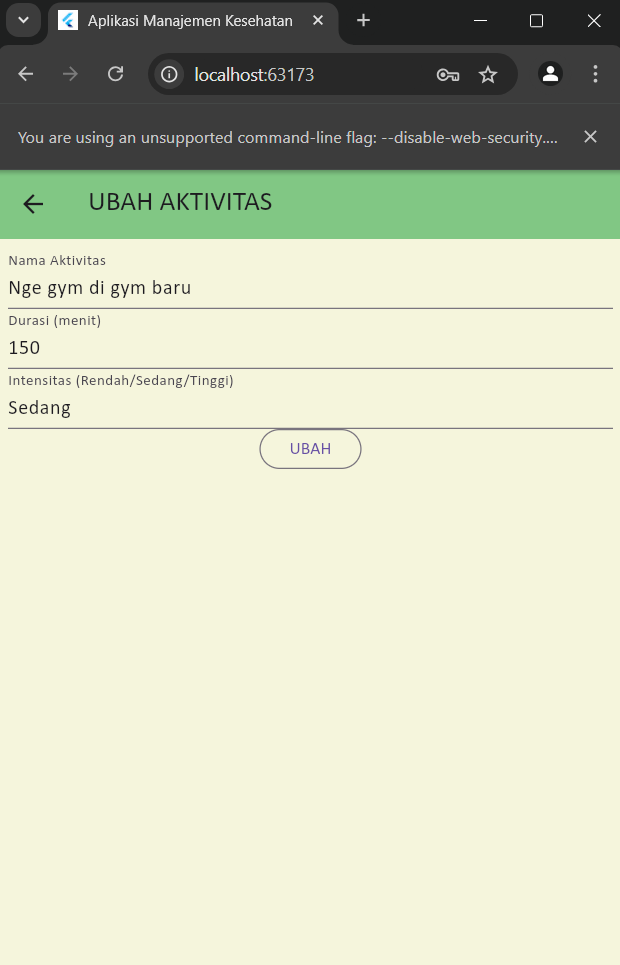 Aplikasi Manajemen Kesehatan
localhost:63173
You are using an unsupported command-line flag: --disable-web-security....
UBAH AKTIVITAS
Nama Aktivitas
Nge gym di gym baru
Durasi (menit)
150
Intensitas (Rendah/Sedang/Tinggi)
Sedang
UBAH